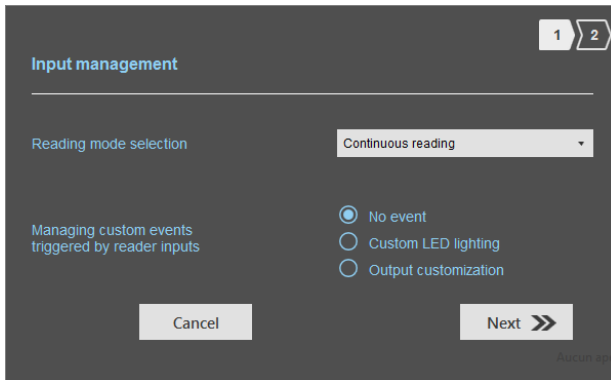 1 2
Input management
Reading mode selection
Continuous reading
Managing custom events
triggered by reader inputs
No event
Custom LED lighting
Output customization
Cancel
Next
Aucun